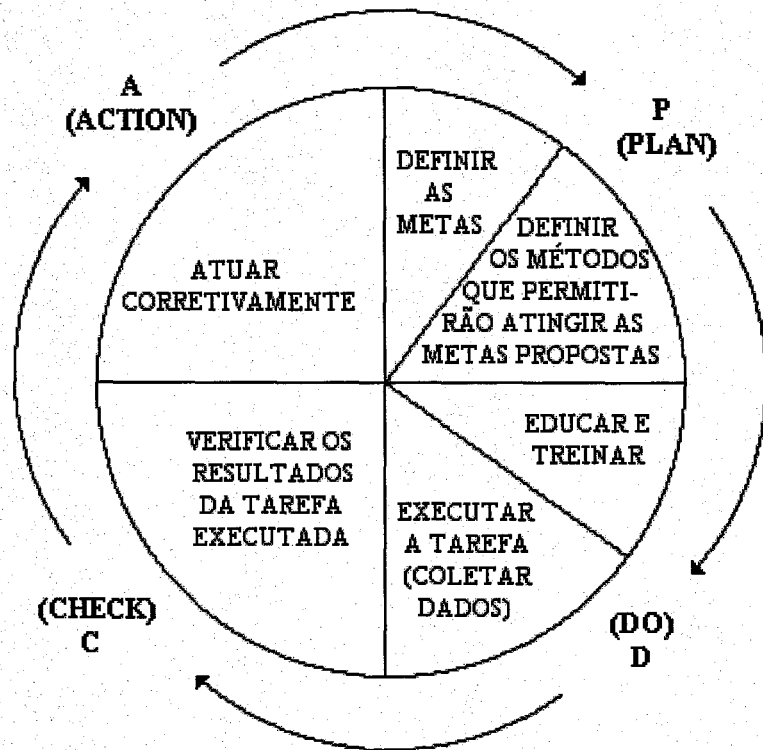 A
(ACTION)
P
(PLAN)
DEFINIR
AS
METAS
DEFINIR
OS MÉTODOS
QUE PERMITI-
RÃO ATINGIR AS
METAS PROPOSTAS
ATUAR
CORRETIVAMENTE
EDUCAR E
TREINAR
VERIFICAR OS
RESULTADOS
DA TAREFA
EXECUTADA
EXECUTAR
A TAREFA
(COLETAR
DADOS)
(CHECK)
C
(DO)
D